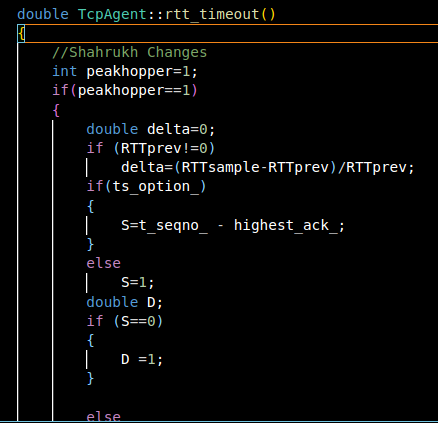 double TcpAgent::rtt_timeout()
{
//Shahrukh Changes
int peakhopper=1;
if(peakhopper==1)
{
double delta=0;
if (RTTprev!=0)
delta=(RTTsample-RTTprev)/RTTprev;
if(ts_option_)
{
S=t_seqno_ - highest_ack_;
}
else
S=1;
double D;
if (S==0)
{
D =1;
}
else